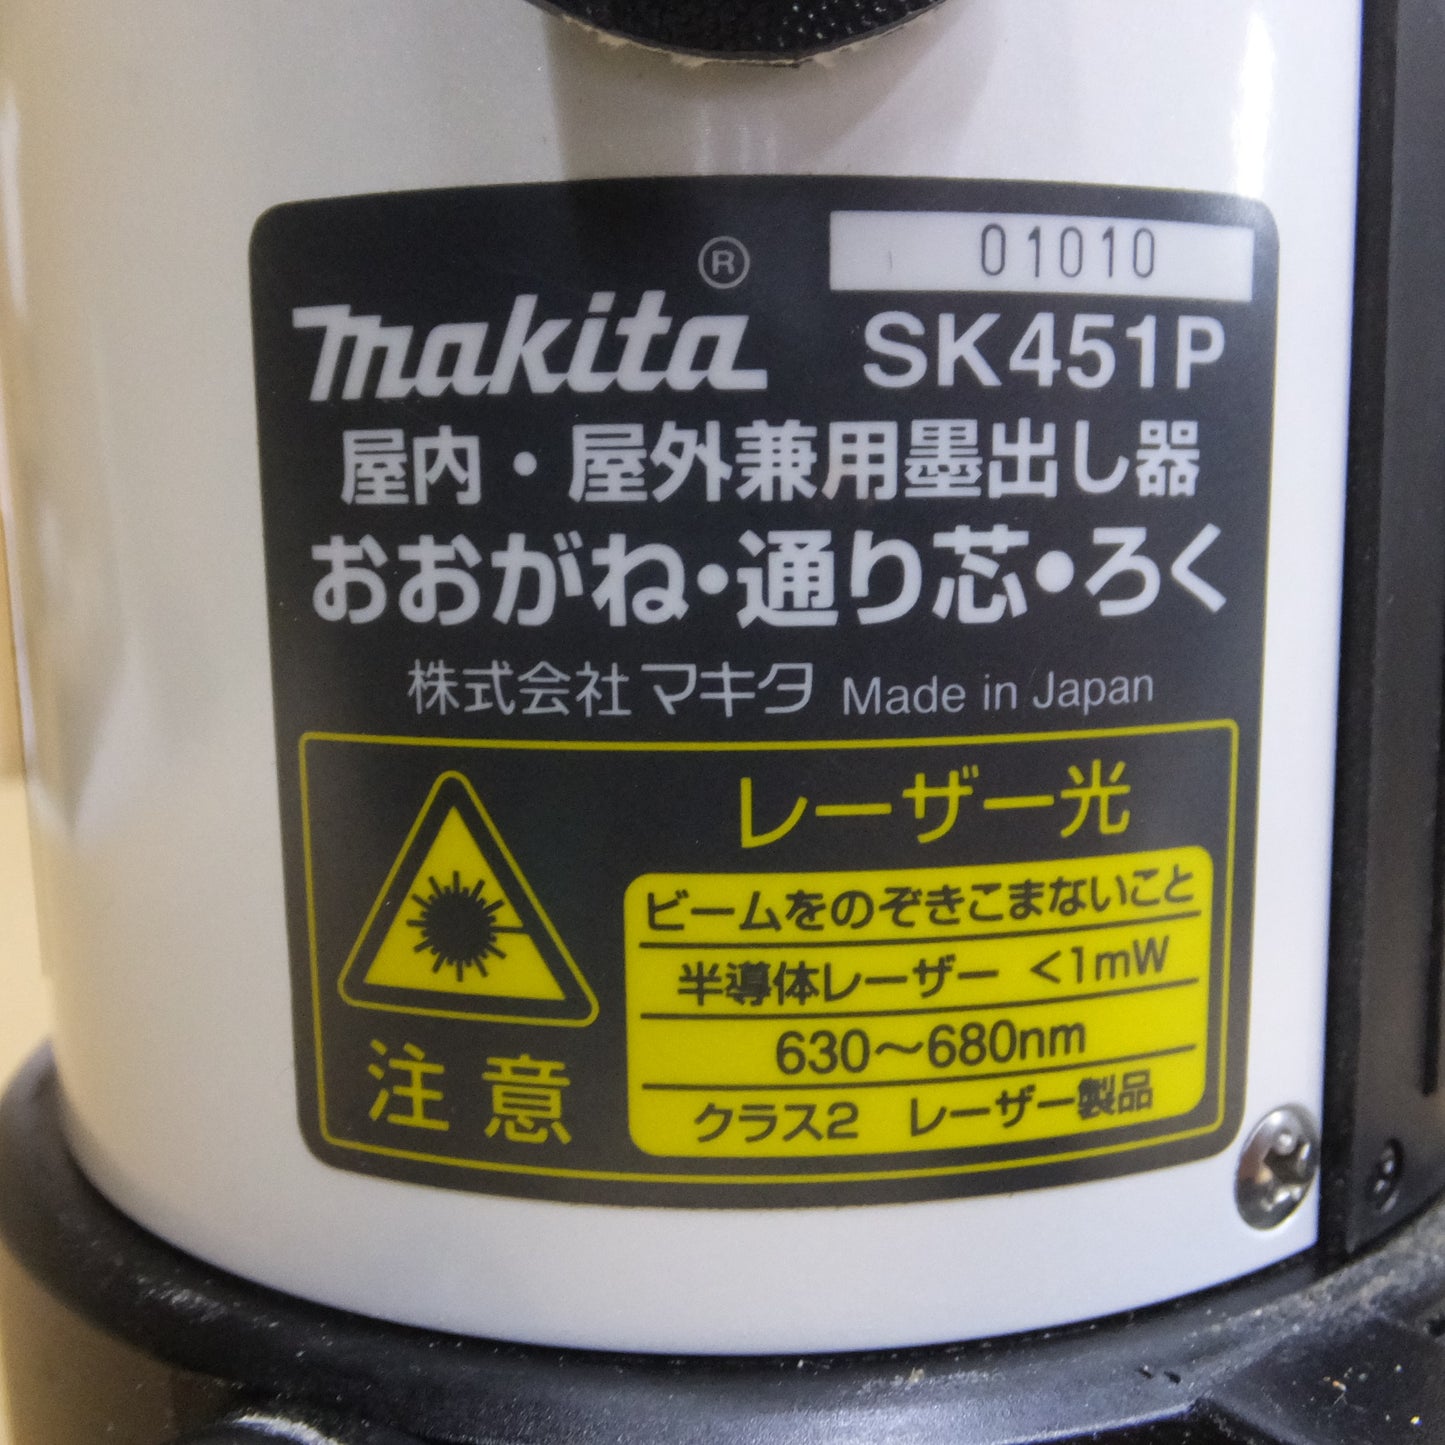 01010
makita® SK451P
屋内・屋外兼用墨出し器
おおがね・通り芯・ろく
株式会社マキタ Made in Japan
レーザー光
ビームをのぞきこまないこと
半導体レーザー <1mW
630～680nm
クラス2 レーザー製品
注意